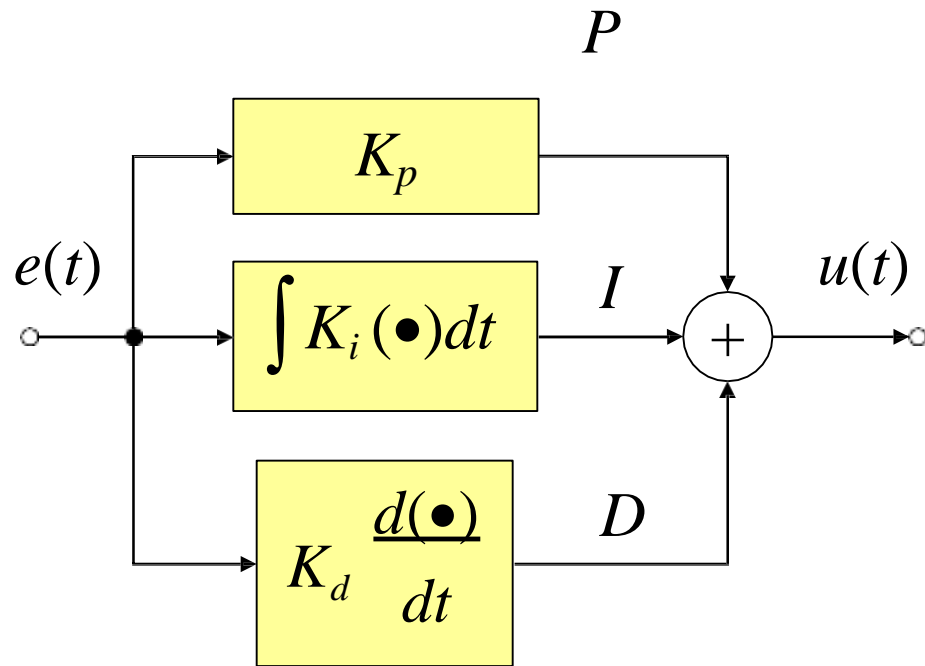 P
K_p
e(t)
∫ K_i (●)dt
I
+
u(t)
K_d d(●)/dt
D